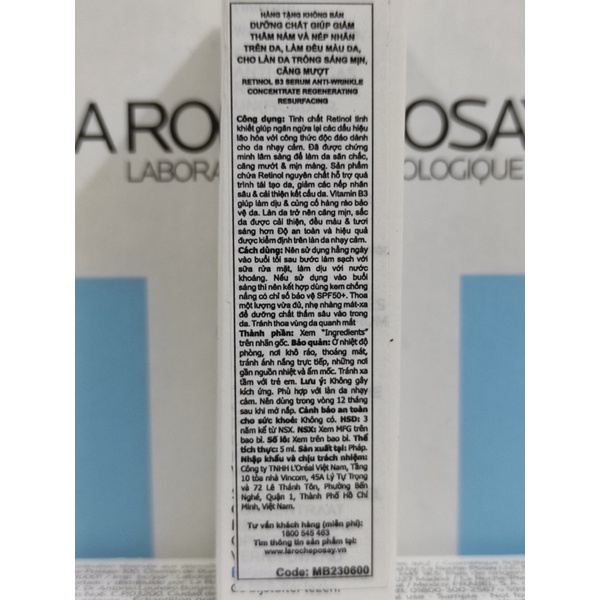 HÀNG TẶNG KHÔNG BÁN
DƯỠNG CHẤT GIÚP GIẢM
THÂM NÁM VÀ NẾP NHĂN
TRÊN DA, LÀM ĐỀU MÀU DA,
CHO LÀN DA TRÔNG SÁNG MỊN,
CĂNG MƯỢT
RETINOL B3 SERUM ANTI-WRINKLE
CONCENTRATE REGENERATING
RESURFACING
Công dụng: Tinh chất Retinol tinh
khiết giúp ngăn ngừa lại các dấu hiệu
lão hóa với công thức độc đáo dành
cho da nhạy cảm. Đã được chứng
minh lâm sàng để làm da săn chắc,
căng mướt & mịn màng. Sản phẩm
chứa Retinol nguyên chất hỗ trợ quá
trình tái tạo da, giảm các nếp nhăn
sâu & cải thiện kết cấu da. Vitamin B3
giúp làm dịu & củng cố hàng rào bảo
vệ da. Làn da trở nên căng mịn, sắc
da được cải thiện, đều màu & tươi
sáng hơn Độ an toàn và hiệu quả
được kiểm định trên làn da nhạy cảm.
Cách dùng: Nên sử dụng hằng ngày
vào buổi tối sau bước làm sạch với
sữa rửa mặt, làm dịu với nước
khoáng. Nếu sử dụng vào buổi
sáng thì nên kết hợp dùng kem chống
nắng có chỉ số bảo vệ SPF50+. Thoa
một lượng vừa đủ, nhẹ nhàng mát-xa
để dưỡng chất thấm sâu vào trong
da. Tránh thoa vùng da quanh mắt
Thành phần: Xem "Ingredients"
trên nhãn gốc. Bảo quản: Ở nhiệt độ
phòng, nơi khô ráo, thoáng mát,
tránh ánh nắng trực tiếp, những nơi
gần nguồn nhiệt và ẩm mốc. Tránh xa
tầm với trẻ em. Lưu ý: Không gây
kích ứng. Phù hợp với làn da nhạy
cảm. Nên dùng trong vòng 12 tháng
sau khi mở nắp. Cảnh báo an toàn
cho sức khoẻ: Không có. HSD: 3
năm kể từ NSX. NSX: Xem MFG trên
bao bì. Số lô: Xem trên bao bì. Thể
tích thực: 5 ml. Sản xuất tại: Pháp.
Nhập khẩu và chịu trách nhiệm:
Công ty TNHH L'Oréal Việt Nam, Tầng
10 tòa nhà Vincom, 45A Lý Tự Trọng
và 72 Lê Thánh Tôn, Phường Bến
Nghé, Quận 1, Thành Phố Hồ Chí
Minh, Việt Nam.
Tư vấn khách hàng (miễn phí):
1800 545 463
Tìm thông tin sản phẩm tại:
www.larocheposay.vn
Code: MB230600
A RO
OSAY
LABORA
OLOGIQUE